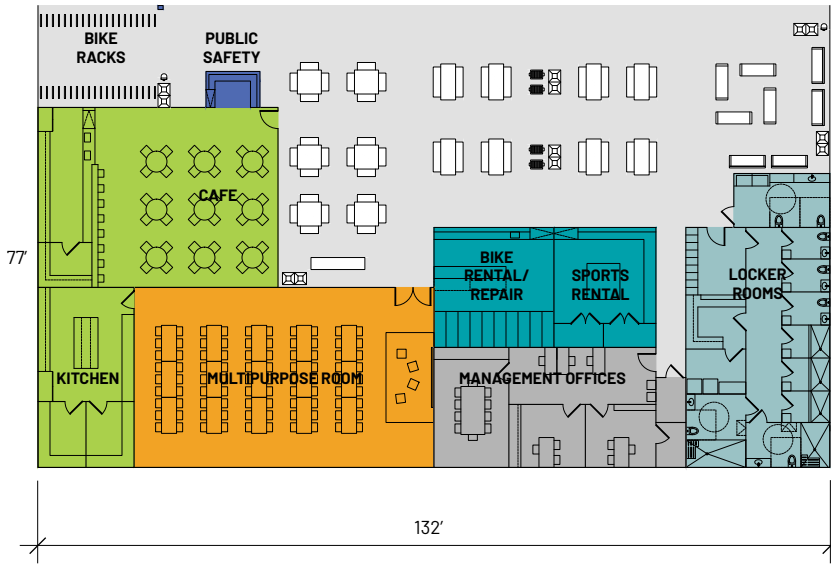 BIKE
RACKS
PUBLIC
SAFETY
CAFE
77'
BIKE
RENTAL/
REPAIR
SPORTS
RENTAL
LOCKER
ROOMS
KITCHEN
MULTIPURPOSE ROOM
MANAGEMENT OFFICES
132'